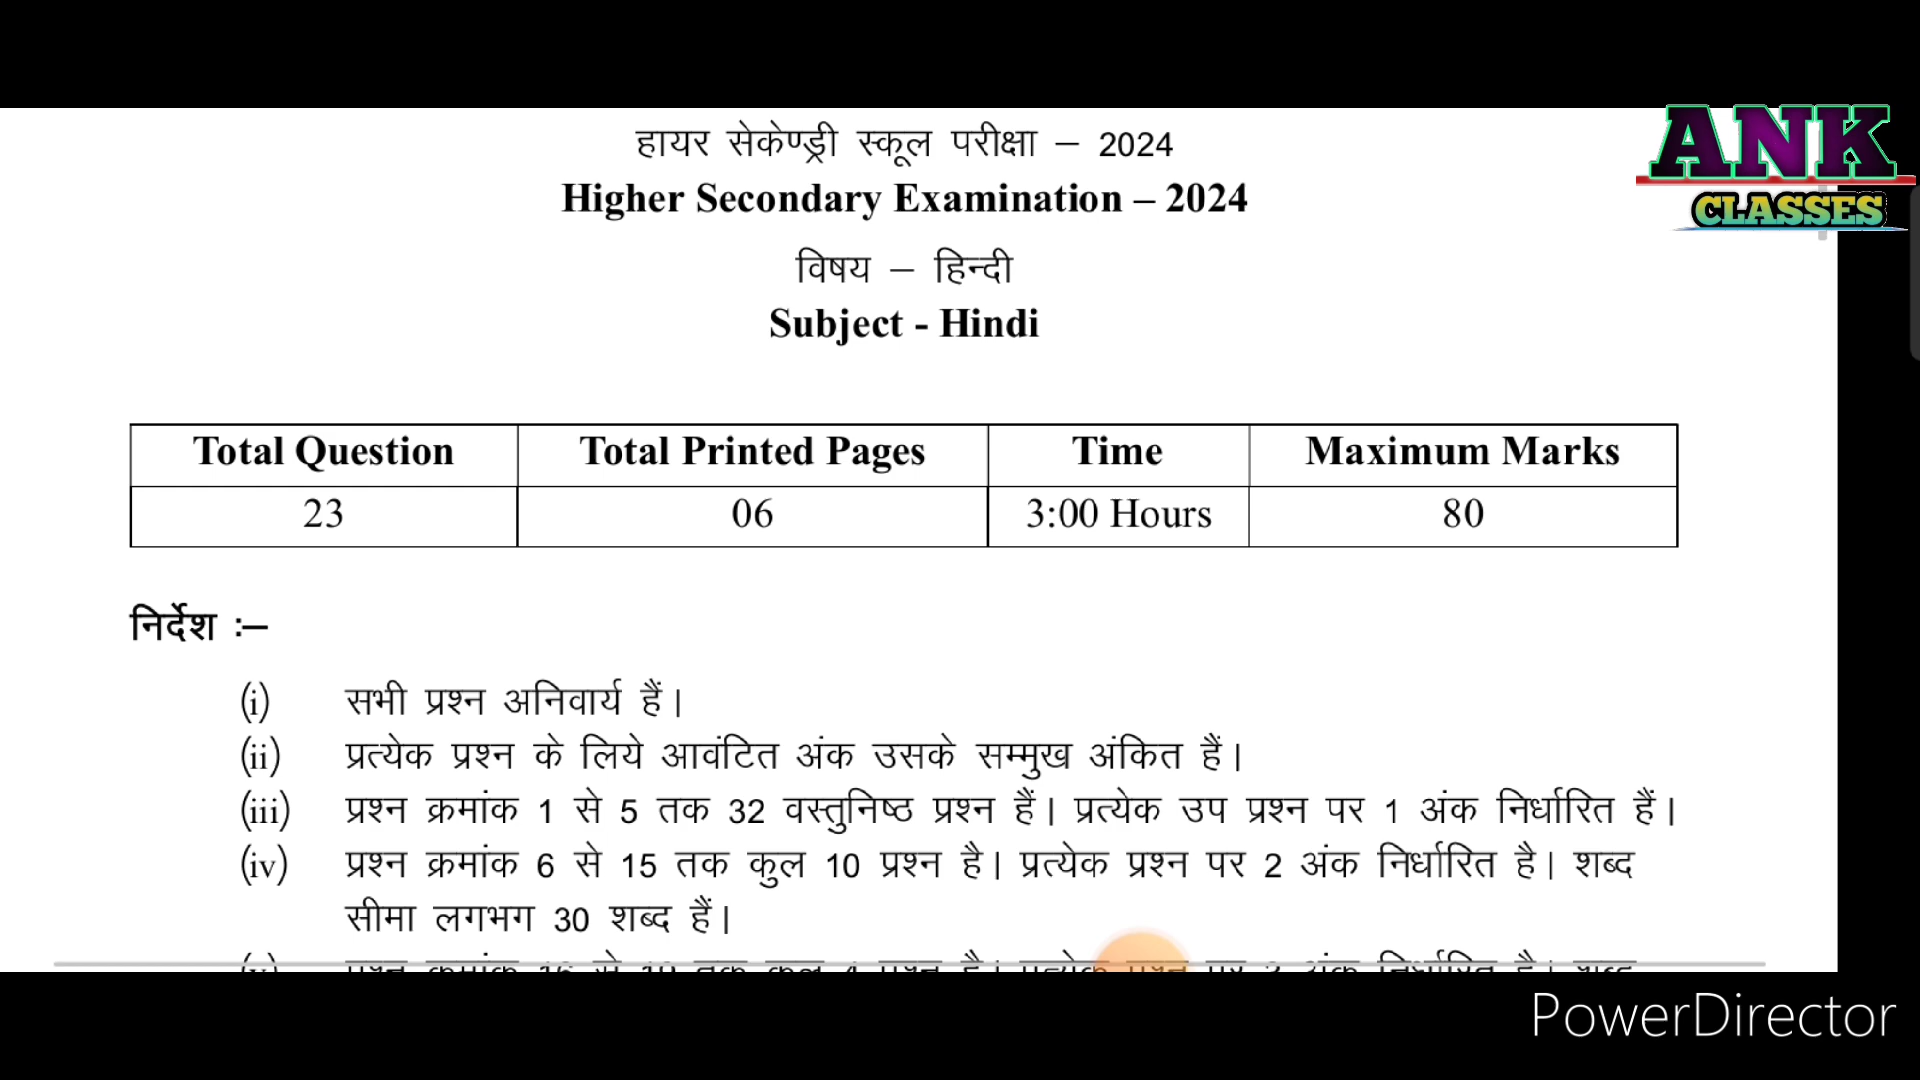 हायर सेकेण्ड्री स्कूल परीक्षा – 2024
ANK
CLASSES
Higher Secondary Examination – 2024
विषय – हिन्दी
Subject - Hindi
Total Question Total Printed Pages Time Maximum Marks
23 06 3:00 Hours 80
निर्देश :–
(i) सभी प्रश्न अनिवार्य हैं।
(ii) प्रत्येक प्रश्न के लिये आवंटित अंक उसके सम्मुख अंकित हैं।
(iii) प्रश्न क्रमांक 1 से 5 तक 32 वस्तुनिष्ठ प्रश्न हैं। प्रत्येक उप प्रश्न पर 1 अंक निर्धारित हैं।
(iv) प्रश्न क्रमांक 6 से 15 तक कुल 10 प्रश्न है। प्रत्येक प्रश्न पर 2 अंक निर्धारित है। शब्द
सीमा लगभग 30 शब्द हैं।
PowerDirector